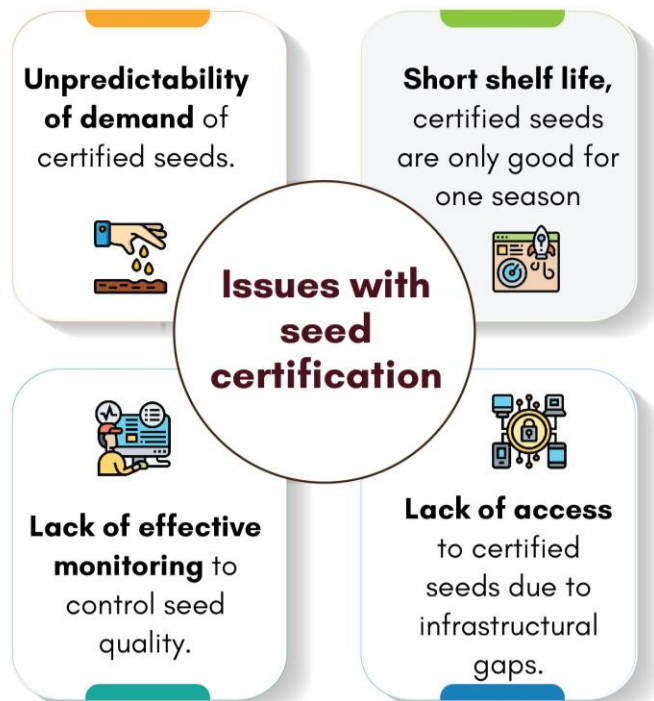 Unpredictability
of demand of
certified seeds.
Short shelf life,
certified seeds
are only good for
one season
Issues with
seed
certification
Lack of effective
monitoring to
control seed
quality.
Lack of access
to certified
seeds due to
infrastructural
gaps.